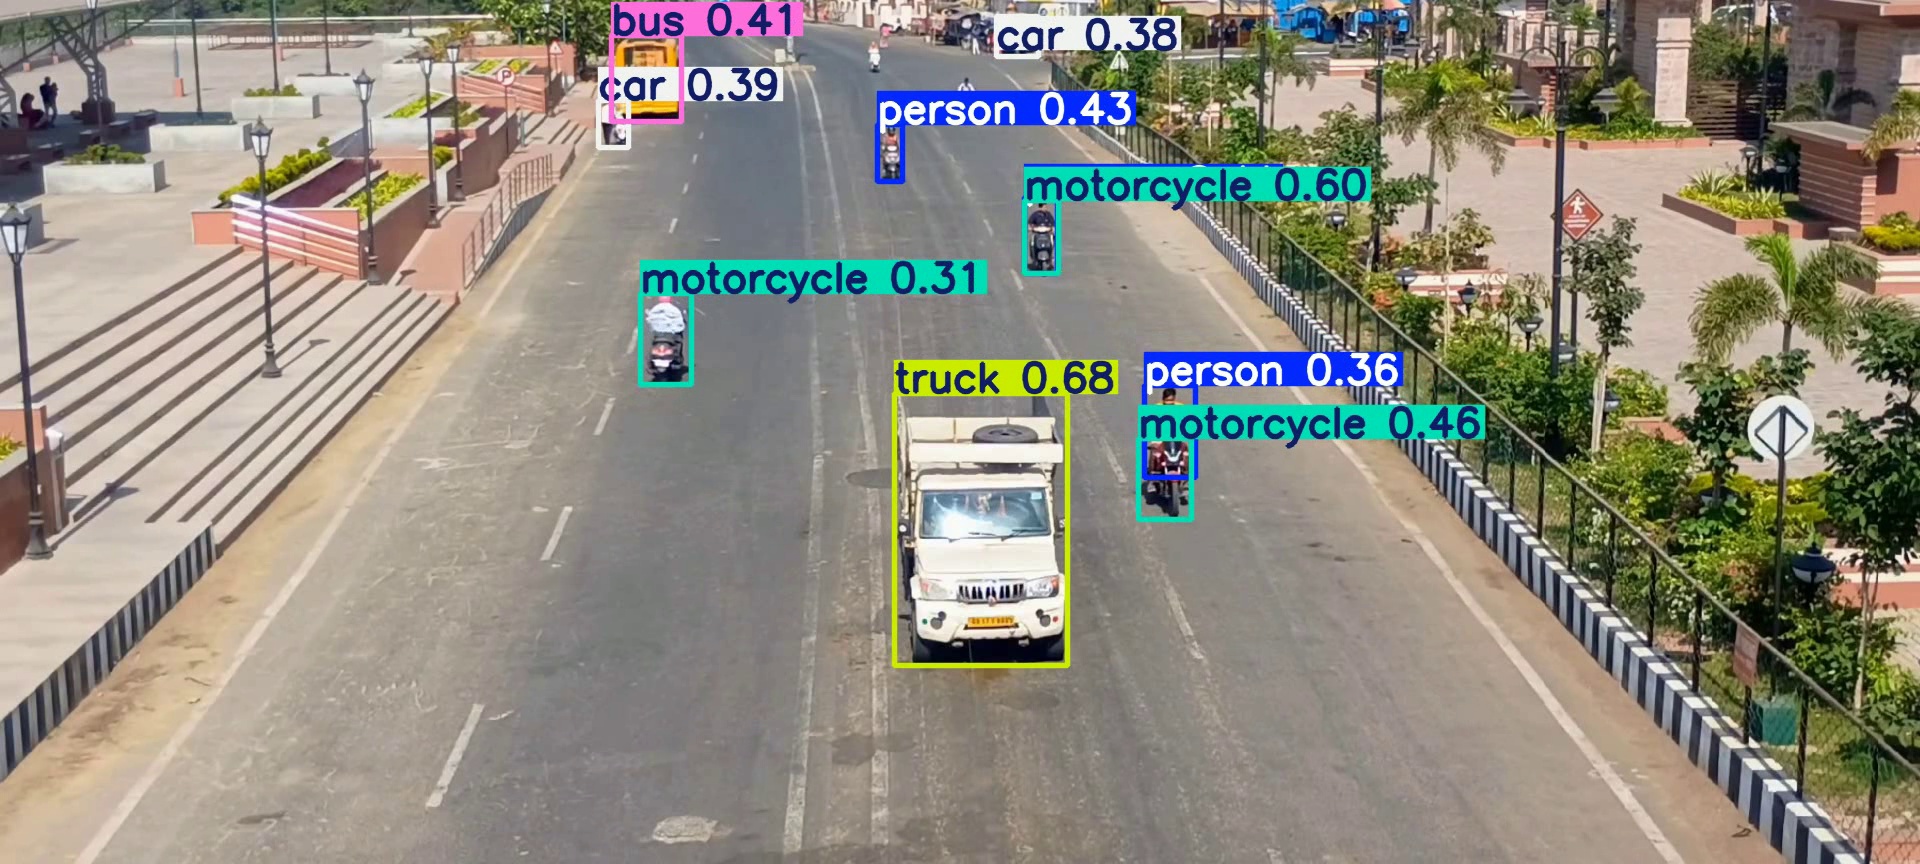 bus 0.41
car 0.38
car 0.39
person 0.43
motorcycle 0.60
motorcycle 0.31
truck 0.68
person 0.36
motorcycle 0.46